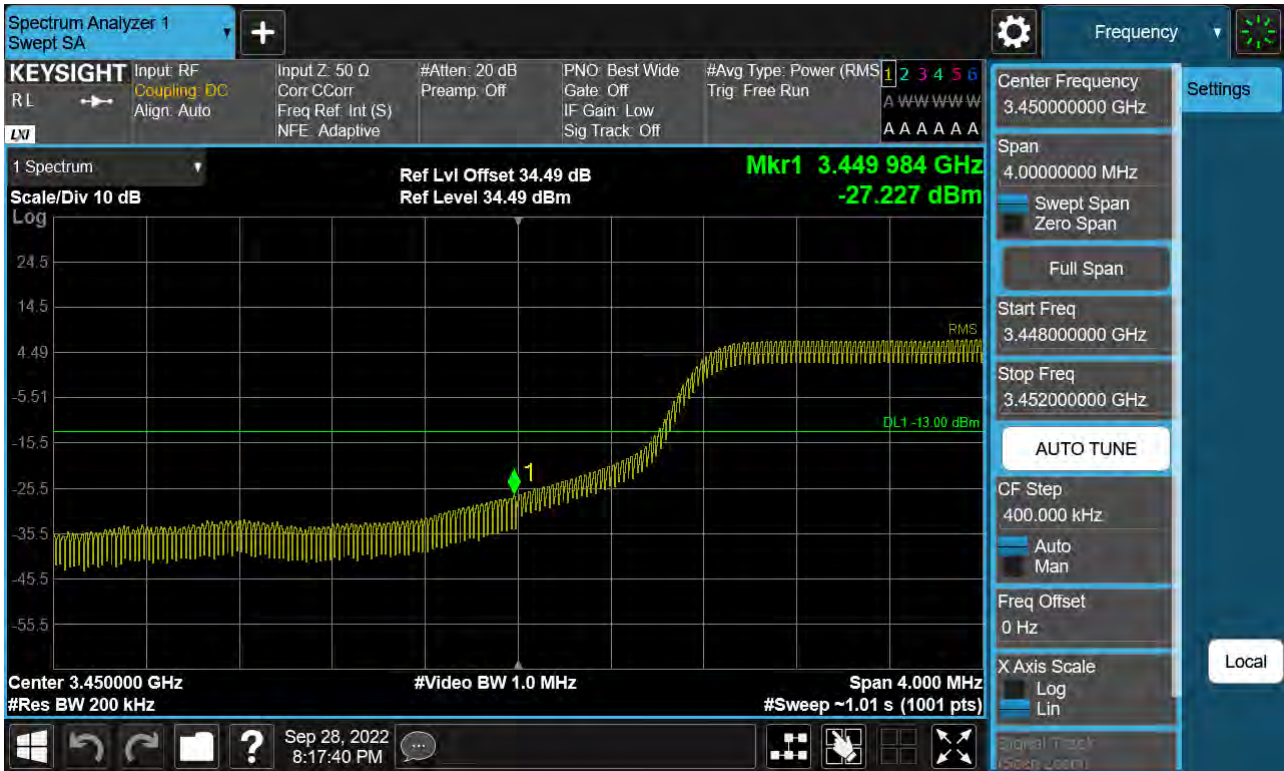 Spectrum Analyzer 1
Swept SA
+
Frequency
KEYSIGHT
RL
LXI
Input: RF
Coupling: DC
Align: Auto
Input Z: 50 Ω
Corr CCorr
Freq Ref: Int (S)
NFE: Adaptive
#Atten: 20 dB
Preamp: Off
PNO: Best Wide
Gate: Off
IF Gain: Low
Sig Track: Off
#Avg Type: Power (RMS
Trig: Free Run
1 2 3 4 5 6
A W W W W W
A A A A A A
1 Spectrum
Scale/Div 10 dB
Log
Ref Lvl Offset 34.49 dB
Ref Level 34.49 dBm
Mkr1 3.449 984 GHz
-27.227 dBm
24.5
14.5
4.49
-5.51
-15.5
-25.5
-35.5
-45.5
-55.5
RMS
DL1 -13.00 dBm
1
Center 3.450000 GHz
#Res BW 200 kHz
#Video BW 1.0 MHz
Span 4.000 MHz
#Sweep ~1.01 s (1001 pts)
Center Frequency
3.450000000 GHz
Span
4.00000000 MHz
Swept Span
Zero Span
Full Span
Start Freq
3.448000000 GHz
Stop Freq
3.452000000 GHz
AUTO TUNE
CF Step
400.000 kHz
Auto
Man
Freq Offset
0 Hz
X Axis Scale
Log
Lin
Signal Track
(Span Zoom)
Settings
Local
?
Sep 28, 2022
8:17:40 PM